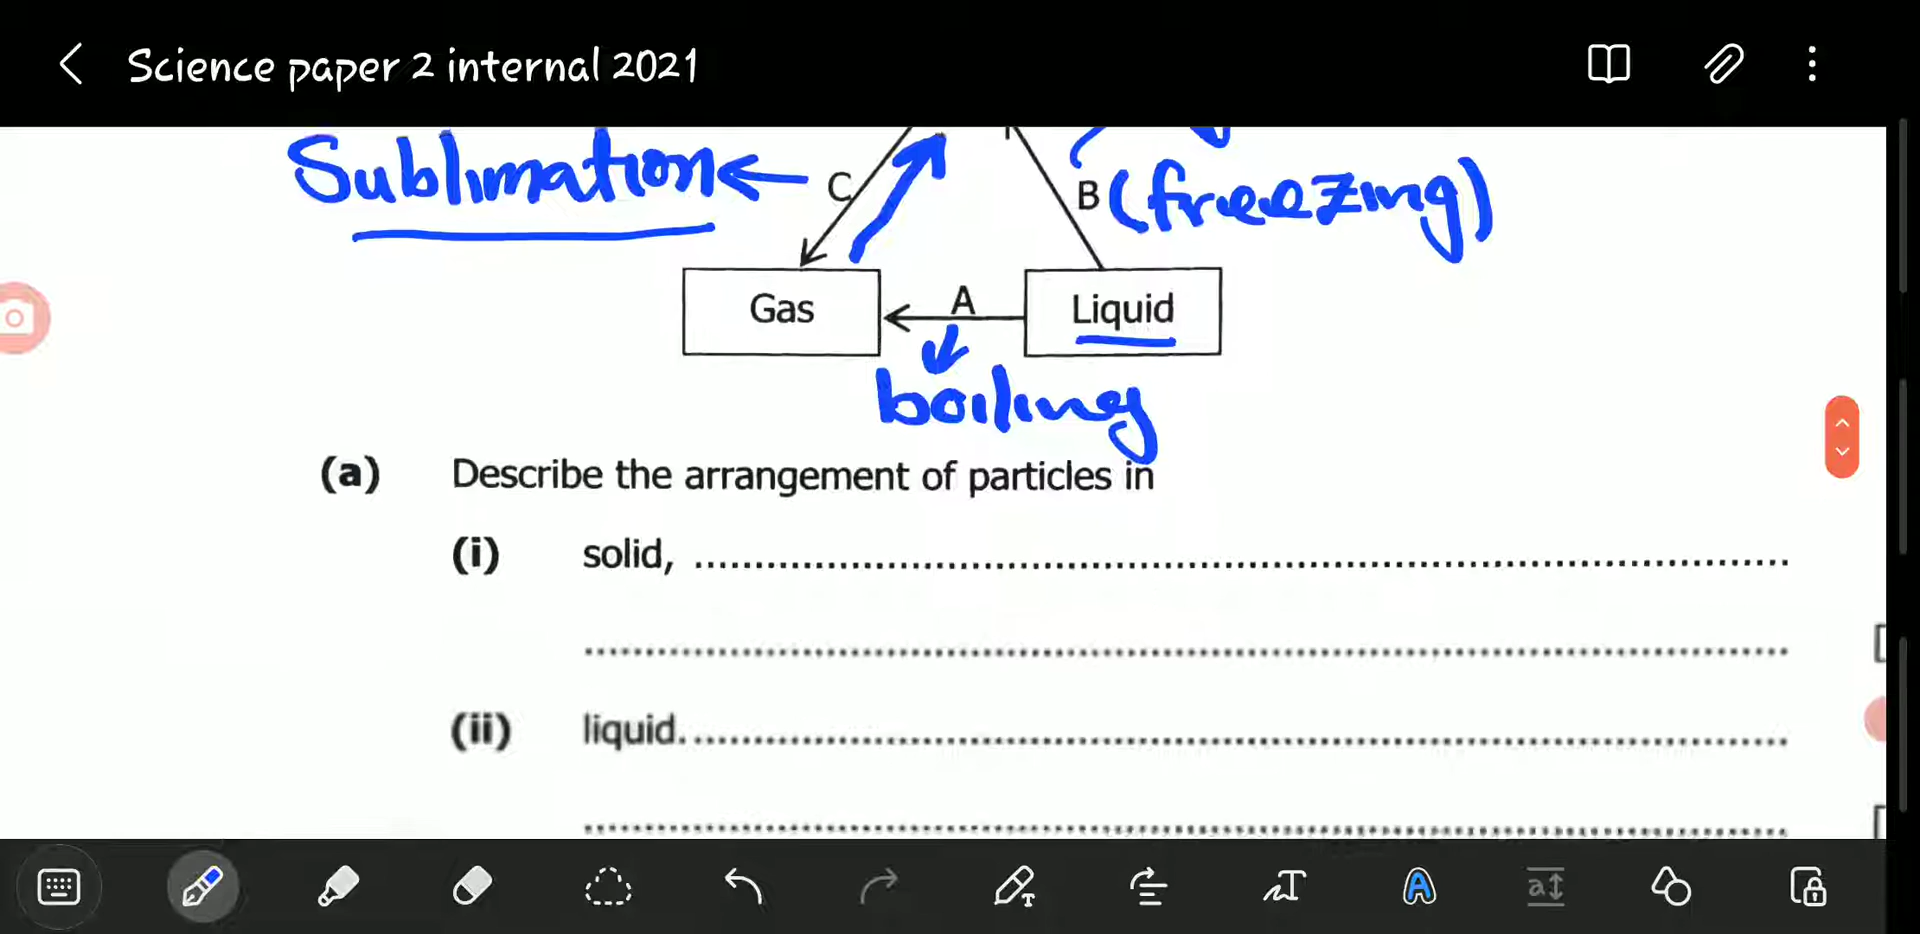 Science paper 2 internal 2021
Sublimation
C
B (freezing)
Gas
A
Liquid
boiling
(a) Describe the arrangement of particles in
(i) solid, ................................................................
................................................................
(ii) liquid. ................................................................
................................................................